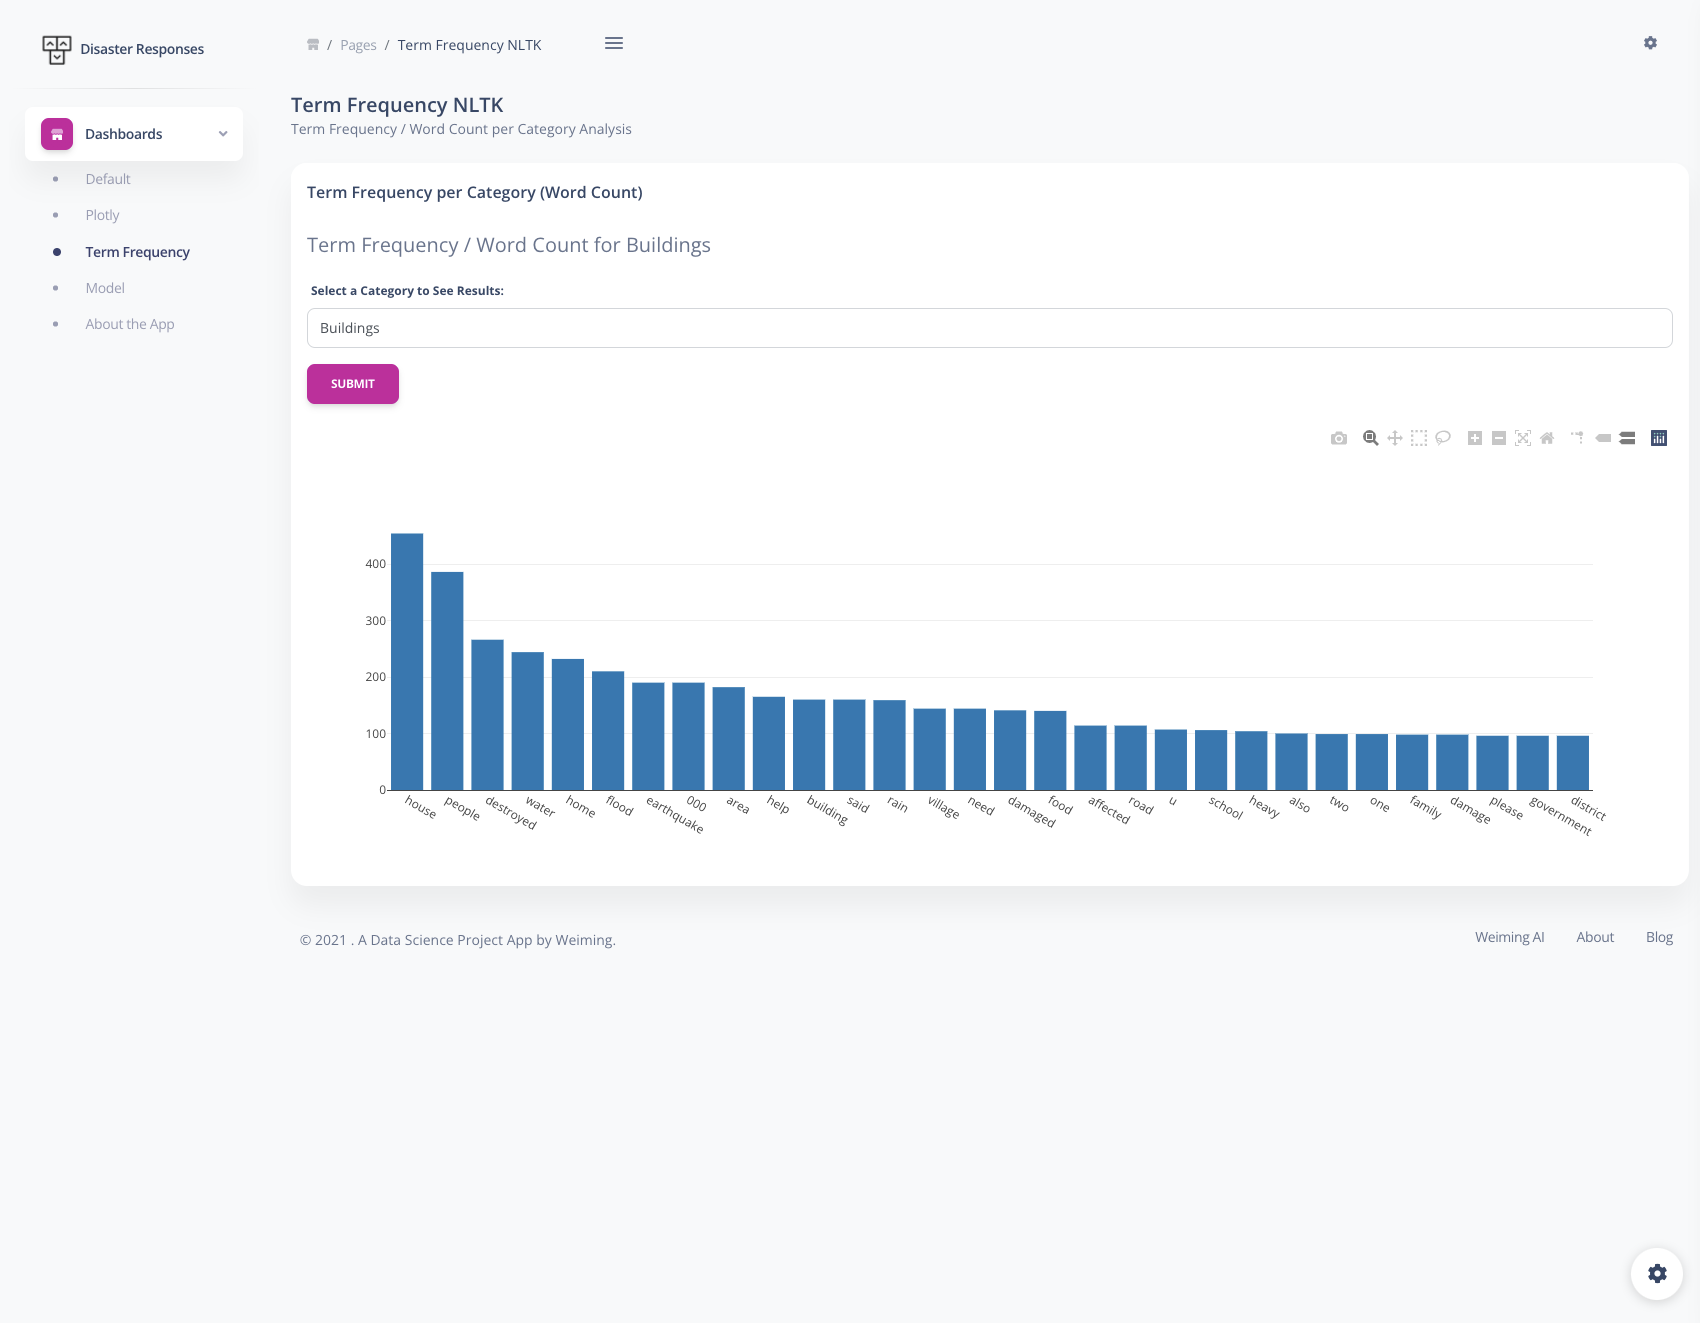 Disaster Responses
/ Pages / Term Frequency NLTK
Dashboards
Default
Plotly
Term Frequency
Model
About the App
Term Frequency NLTK
Term Frequency / Word Count per Category Analysis
Term Frequency per Category (Word Count)
Term Frequency / Word Count for Buildings
Select a Category to See Results:
Buildings
SUBMIT
400
300
200
100
0
house
people
destroyed
water
home
flood
earthquake
000
area
help
building
said
rain
village
need
damaged
food
affected
road
u
school
heavy
also
two
one
family
damage
please
government
district
© 2021 . A Data Science Project App by Weiming.
Weiming AI
About
Blog